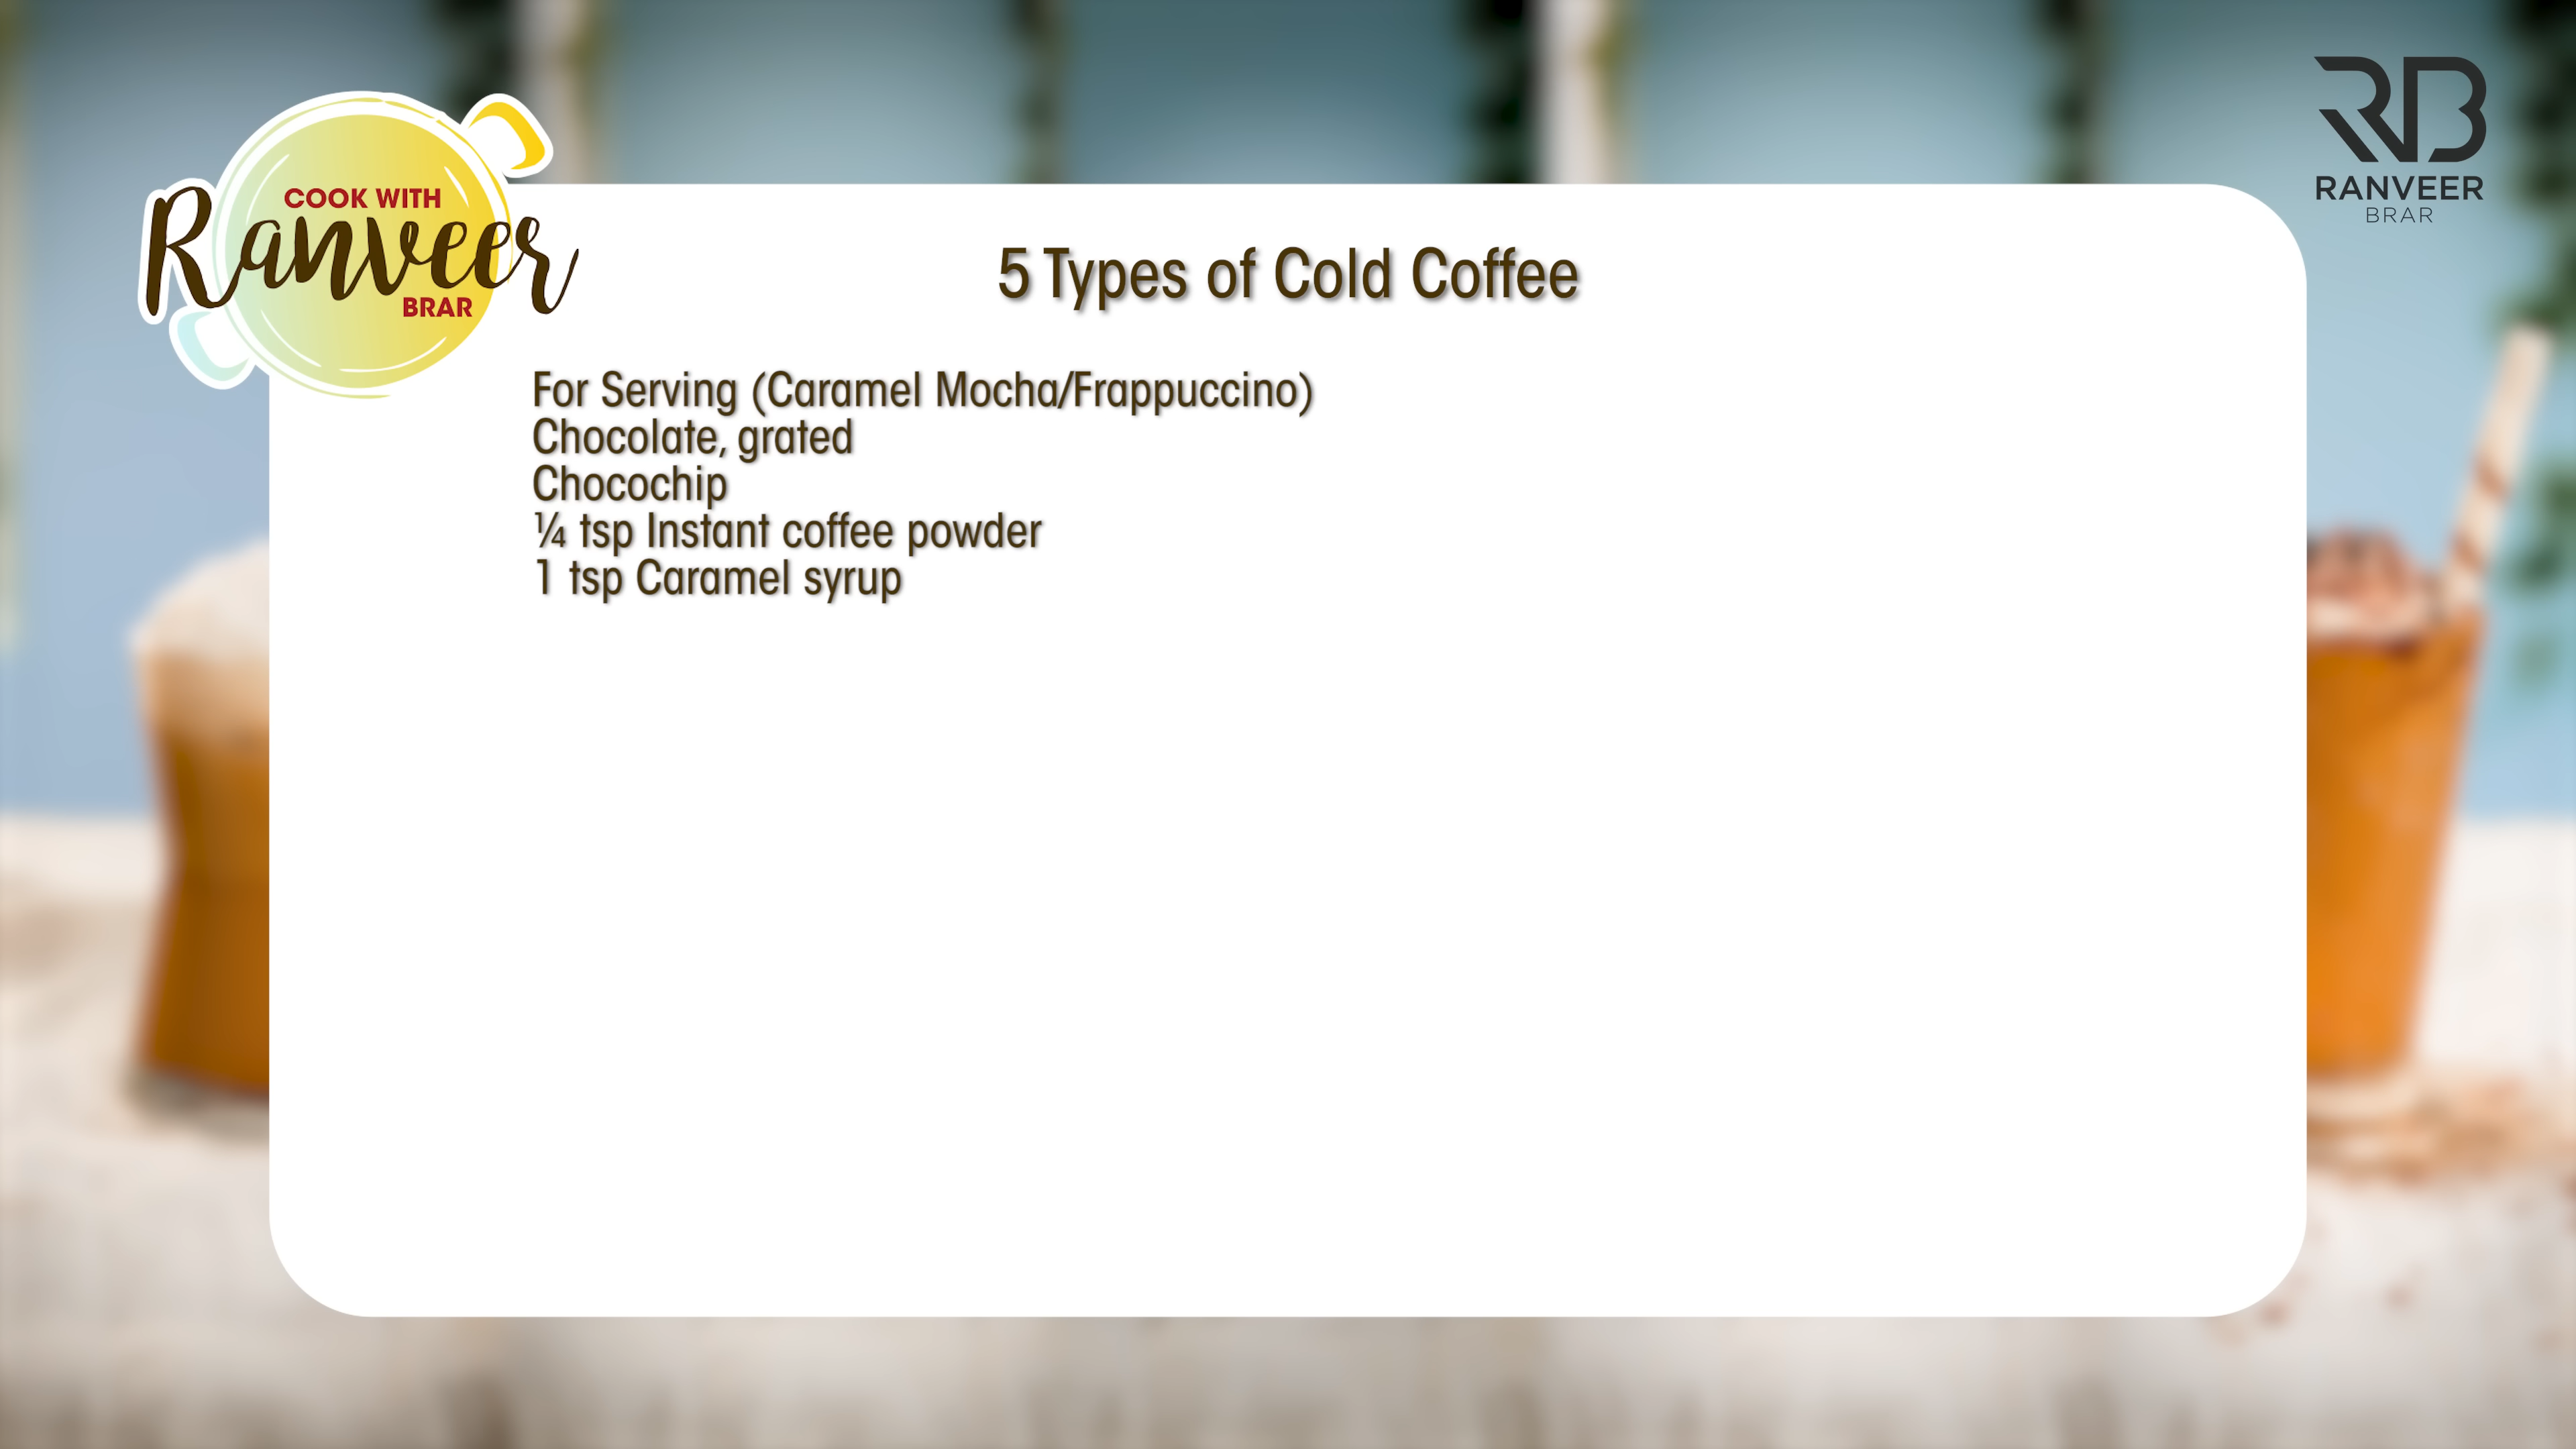 COOK WITH
Ranveer
BRAR
RB
RANVEER
BRAR
5 Types of Cold Coffee
For Serving (Caramel Mocha/Frappuccino)
Chocolate, grated
Chocochip
¼ tsp Instant coffee powder
1 tsp Caramel syrup